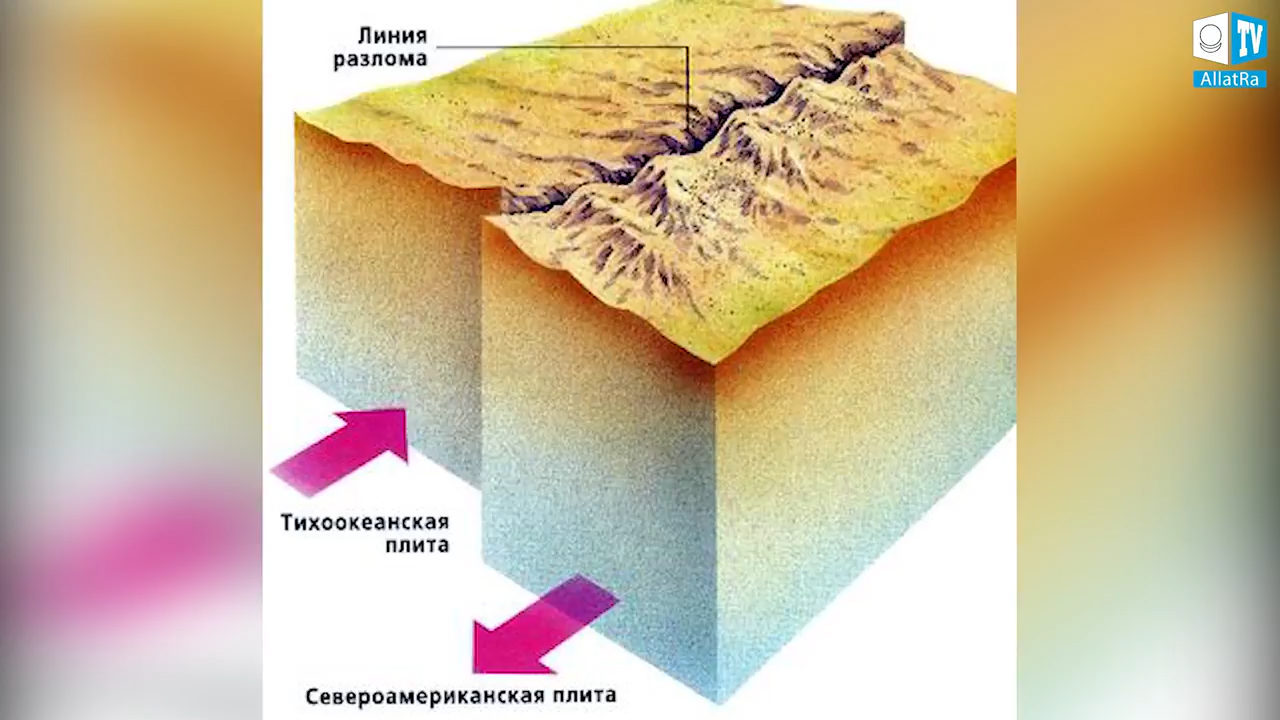 Линия
разлома
TV
AllatRa
Тихоокеанская
плита
Североамериканская плита